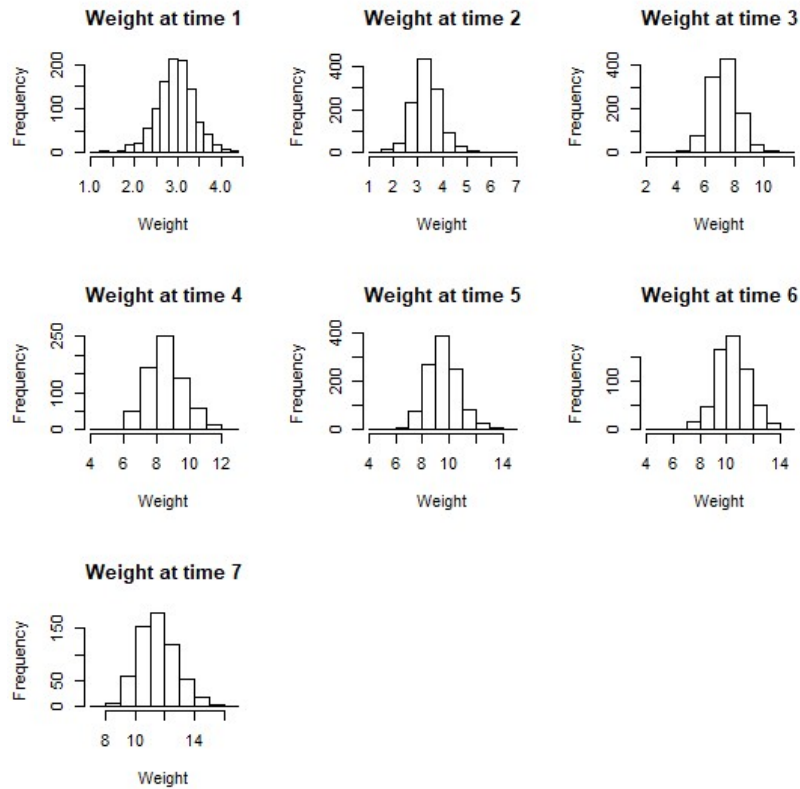 Weight at time 1
Frequency
0 100 200
1.0 2.0 3.0 4.0
Weight
Weight at time 2
Frequency
0 200 400
1 2 3 4 5 6 7
Weight
Weight at time 3
Frequency
0 200 400
2 4 6 8 10
Weight
Weight at time 4
Frequency
0 100 250
4 6 8 10 12
Weight
Weight at time 5
Frequency
0 200 400
4 6 8 10 14
Weight
Weight at time 6
Frequency
0 100
4 6 8 10 14
Weight
Weight at time 7
Frequency
0 50 150
8 10 14
Weight